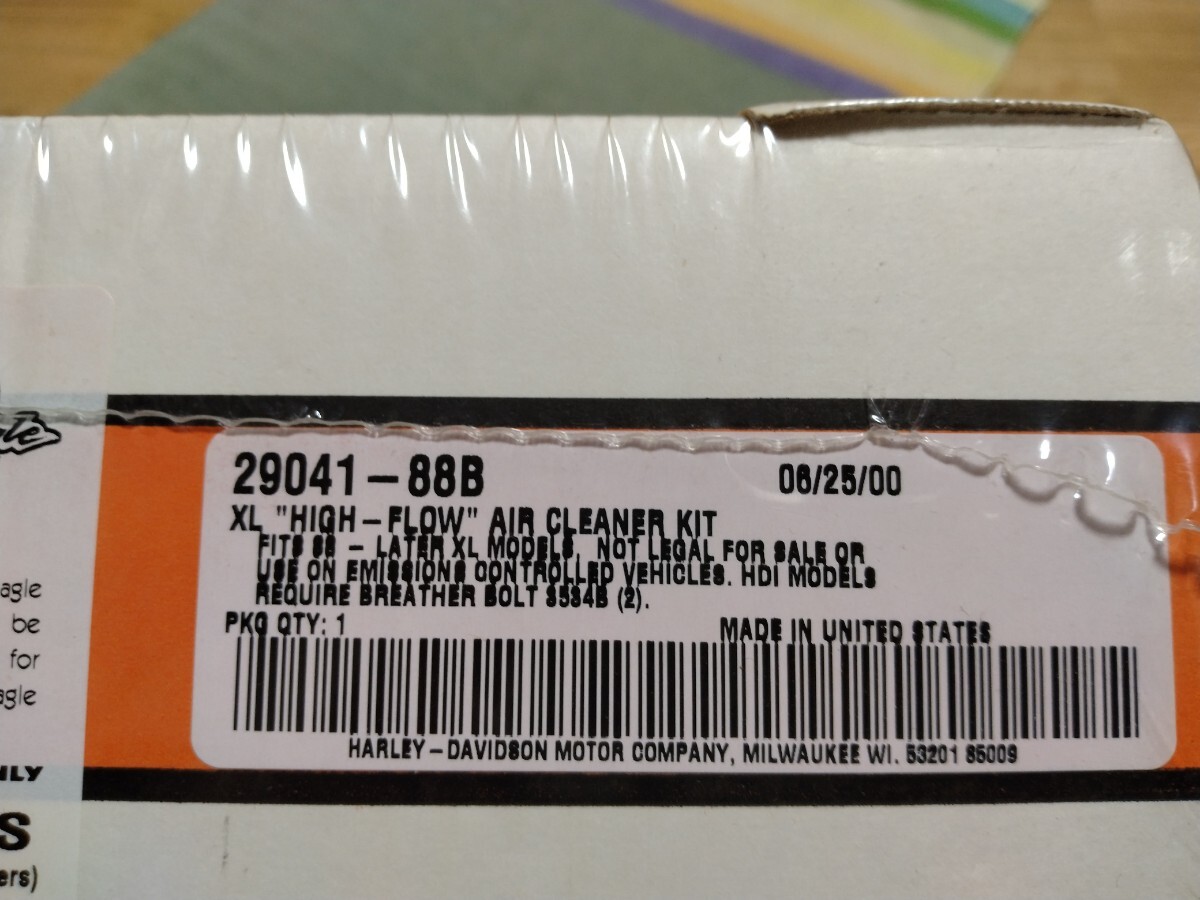 29041-88B 06/25/00
XL "HIGH-FLOW" AIR CLEANER KIT
FITS 88 - LATER XL MODELS, NOT LEGAL FOR SALE OR
USE ON EMISSIONS CONTROLLED VEHICLES. HDI MODELS
REQUIRE BREATHER BOLT (2).
PKG QTY: 1 MADE IN UNITED STATES
HARLEY-DAVIDSON MOTOR COMPANY, MILWAUKEE WI. 53201 85009
agle
be
for
agle
NLY
S
ers)